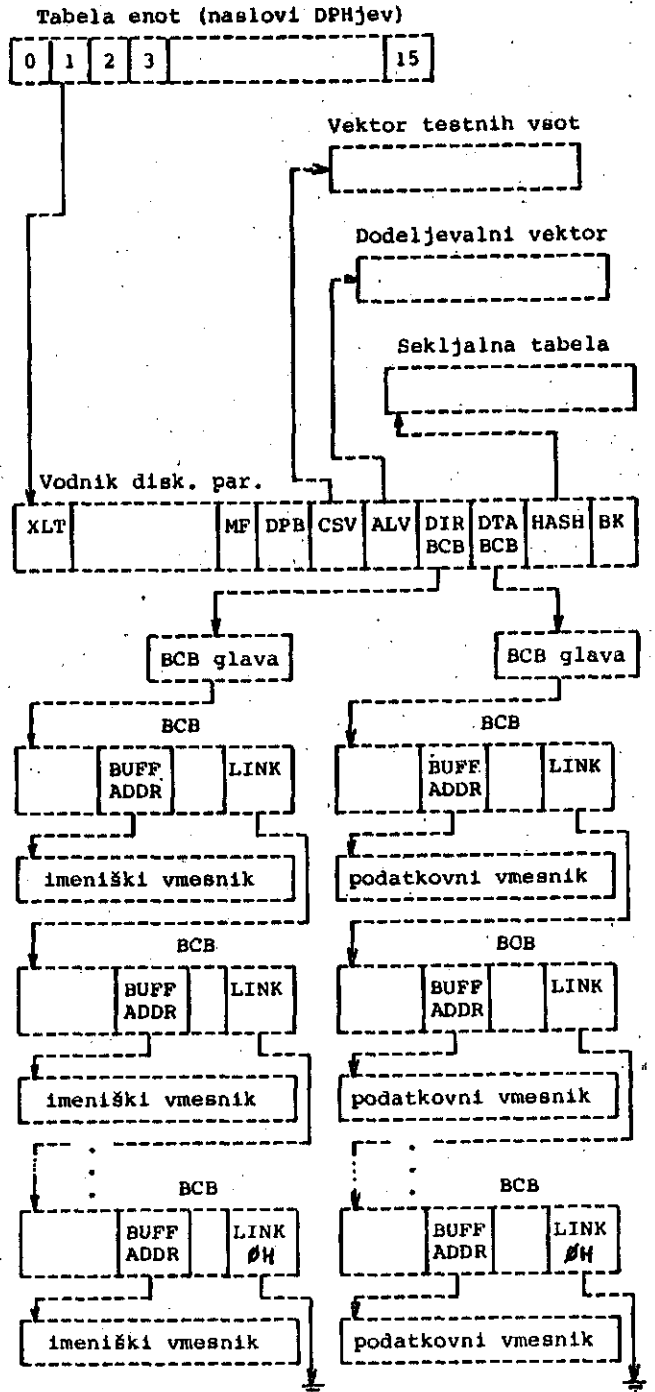 Tabela enot (naslovi DPHjev)
0 1 2 3 15
Vektor testnih vsot
Dodeljevalni vektor
Sekljalna tabela
Vodnik disk. par.
XLT MF DPB CSV ALV DIR BCB DTA BCB HASH BK
BCB glava BCB glava
BCB BCB
BUFF ADDR LINK BUFF ADDR LINK
imeniški vmesnik podatkovni vmesnik
BCB BOB
BUFF ADDR LINK BUFF ADDR LINK
imeniški vmesnik podatkovni vmesnik
BCB BCB
BUFF ADDR LINK ØH BUFF ADDR LINK ØH
imeniški vmesnik podatkovni vmesnik